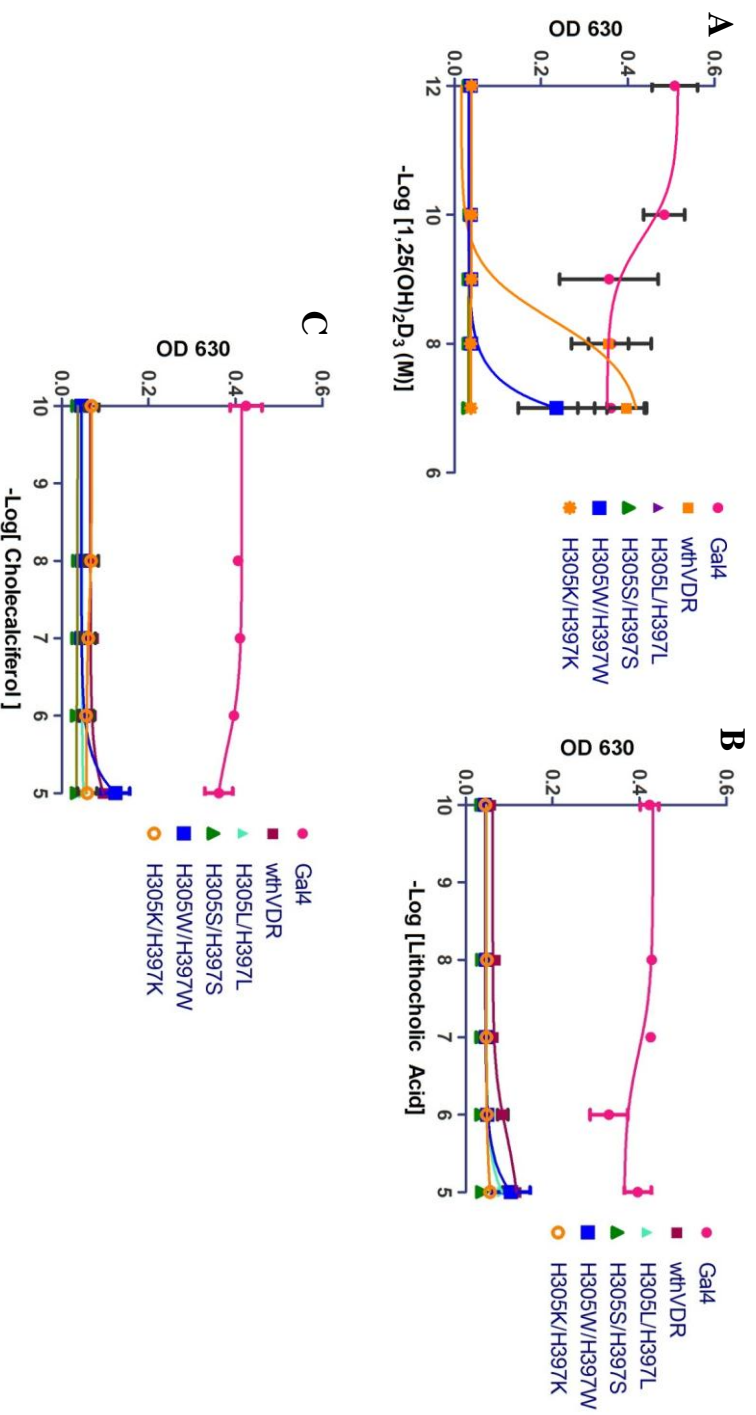 A
OD 630
0.6
0.4
0.2
0.0
12
10
8
6
-Log [1,25(OH)₂D₃ (M)]
Gal4
wthVDR
H305L/H397L
H305S/H397S
H305W/H397W
H305K/H397K
B
OD 630
0.6
0.4
0.2
0.0
10
9
8
7
6
5
-Log [Lithocholic Acid]
Gal4
wthVDR
H305L/H397L
H305S/H397S
H305W/H397W
H305K/H397K
C
OD 630
0.6
0.4
0.2
0.0
10
9
8
7
6
5
-Log[ Cholecalciferol ]
Gal4
wthVDR
H305L/H397L
H305S/H397S
H305W/H397W
H305K/H397K